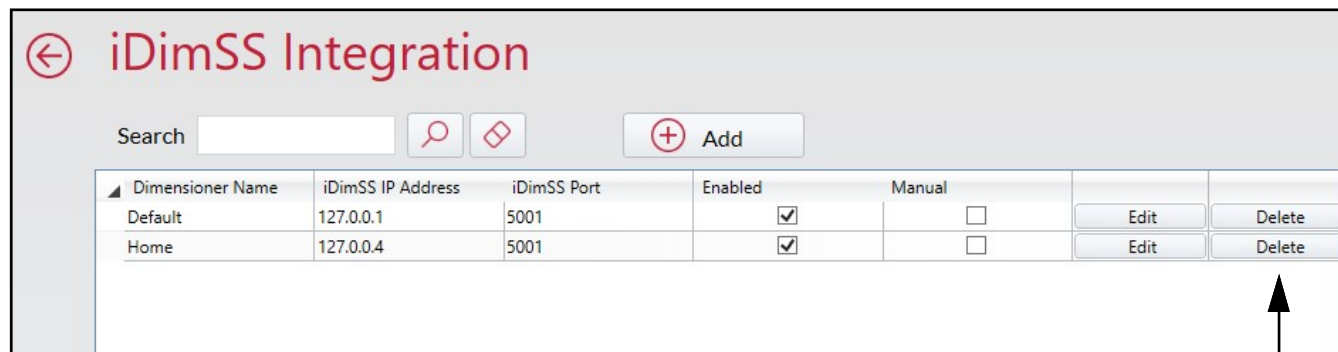 iDimSS Integration
Search Add
Dimensioner Name iDimSS IP Address iDimSS Port Enabled Manual
Default 127.0.0.1 5001 Edit Delete
Home 127.0.0.4 5001 Edit Delete